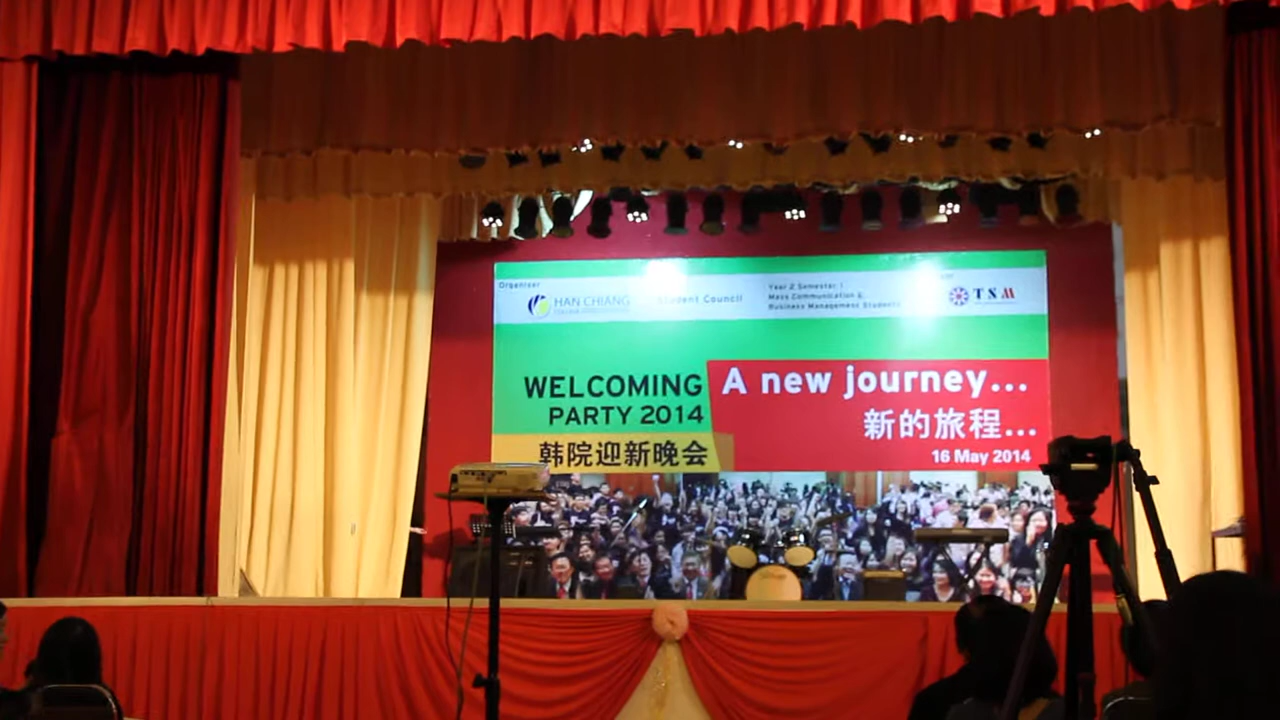 Organiser
HAN CHIANG
Student Council
Year 2 Semester 1
Mass Communication &
Business Management Students
TSM
WELCOMING
PARTY 2014
韩院迎新晚会
A new journey...
新的旅程...
16 May 2014